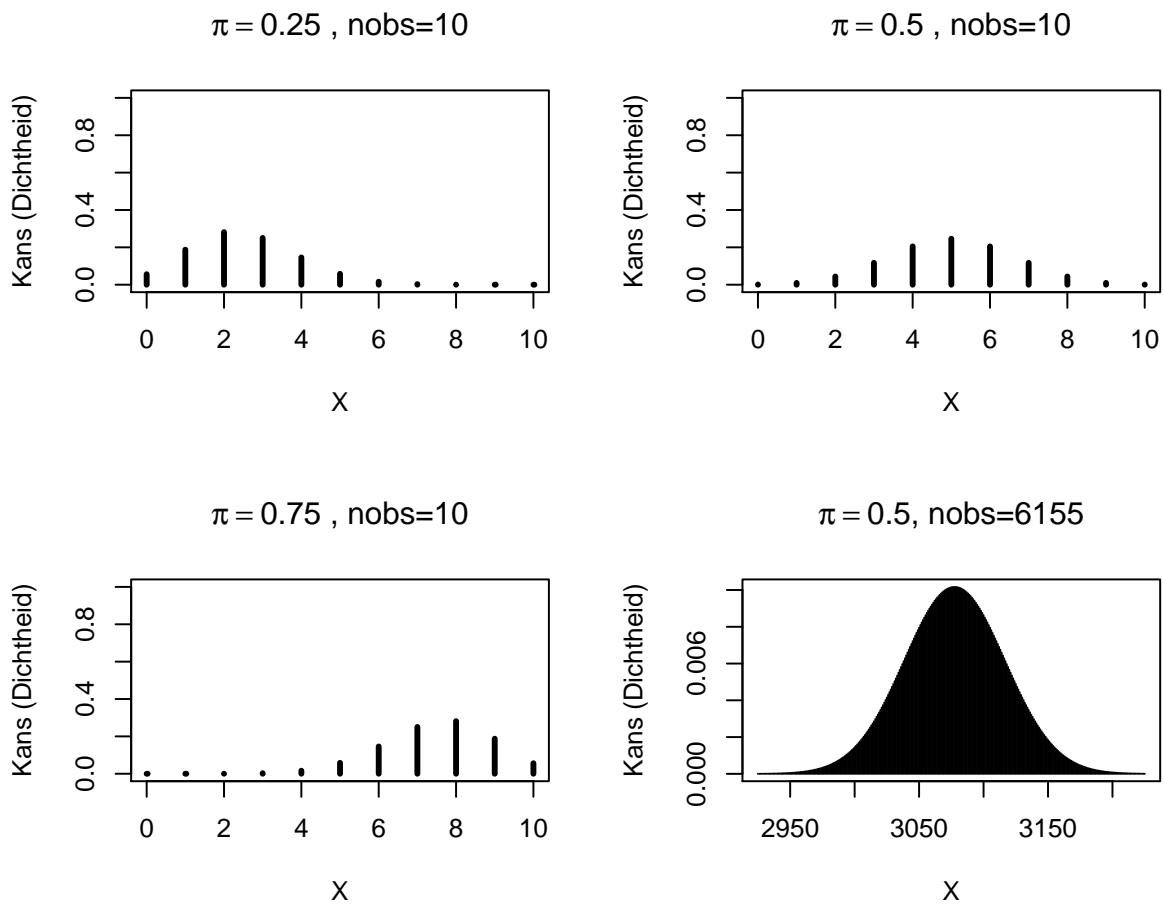 π = 0.25 , nobs=10
Kans (Dichtheid)
0.0 0.4 0.8
0 2 4 6 8 10
X
π = 0.5 , nobs=10
Kans (Dichtheid)
0.0 0.4 0.8
0 2 4 6 8 10
X
π = 0.75 , nobs=10
Kans (Dichtheid)
0.0 0.4 0.8
0 2 4 6 8 10
X
π = 0.5, nobs=6155
Kans (Dichtheid)
0.000 0.006
2950 3050 3150
X